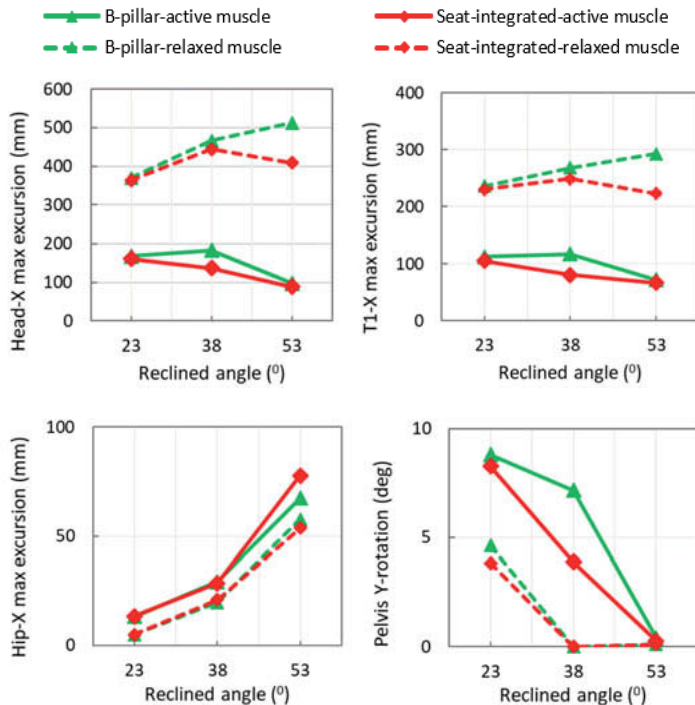 B-pillar-active muscle
Seat-integrated-active muscle
B-pillar-relaxed muscle
Seat-integrated-relaxed muscle
Head-X max excursion (mm)
600
500
400
300
200
100
0
23 38 53
Reclined angle (⁰)
T1-X max excursion (mm)
400
300
200
100
0
23 38 53
Reclined angle (⁰)
Hip-X max excursion (mm)
100
50
0
23 38 53
Reclined angle (⁰)
Pelvis Y-rotation (deg)
10
5
0
23 38 53
Reclined angle (⁰)